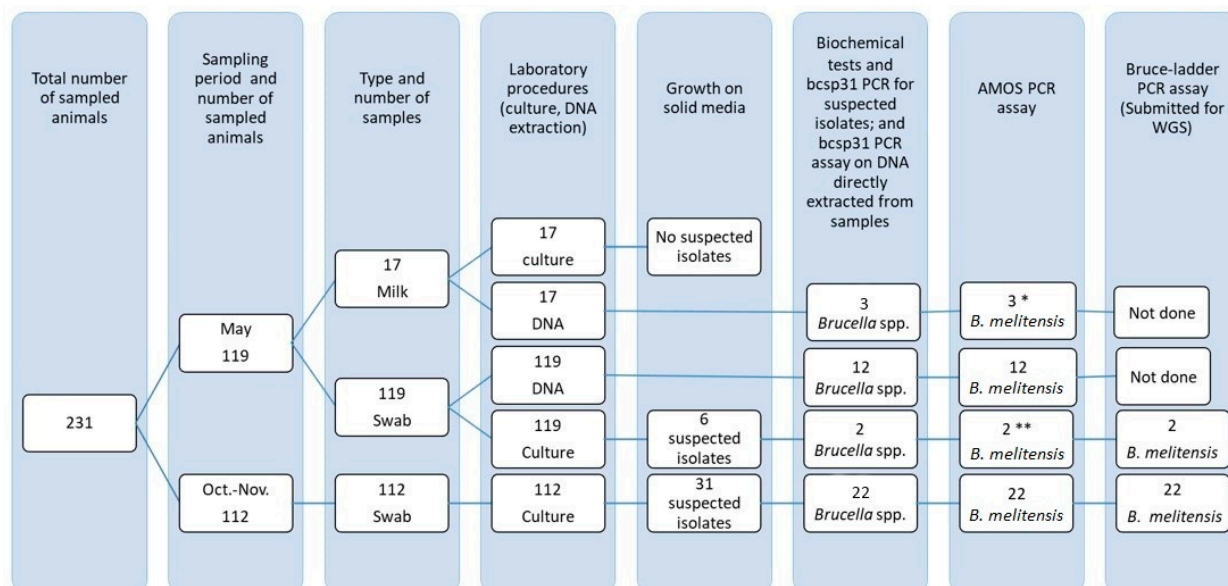 Total number
of sampled
animals
Sampling
period and
number of
sampled
animals
Type and
number of
samples
Laboratory
procedures
(culture, DNA
extraction)
Growth on
solid media
Biochemical
tests and
bcsp31 PCR for
suspected
isolates; and
bcsp31 PCR
assay on DNA
directly
extracted from
samples
AMOS PCR
assay
Bruce-ladder
PCR assay
(Submitted for
WGS)
17
culture
No suspected
isolates
17
Milk
17
DNA
3
Brucella spp.
3 *
B. melitensis
Not done
May
119
119
DNA
12
Brucella spp.
12
B. melitensis
Not done
231
119
Swab
119
Culture
6
suspected
isolates
2
Brucella spp.
2 **
B. melitensis
2
B. melitensis
Oct.-Nov.
112
112
Swab
112
Culture
31
suspected
isolates
22
Brucella spp.
22
B. melitensis
22
B. melitensis